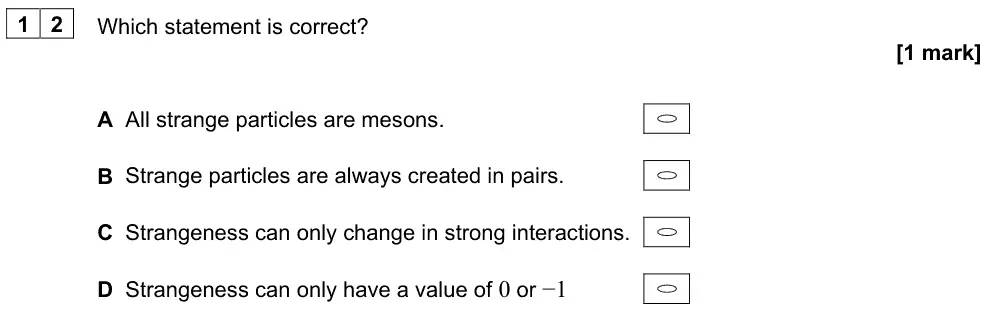 1 2 Which statement is correct?
[1 mark]
A All strange particles are mesons.
B Strange particles are always created in pairs.
C Strangeness can only change in strong interactions.
D Strangeness can only have a value of 0 or −1